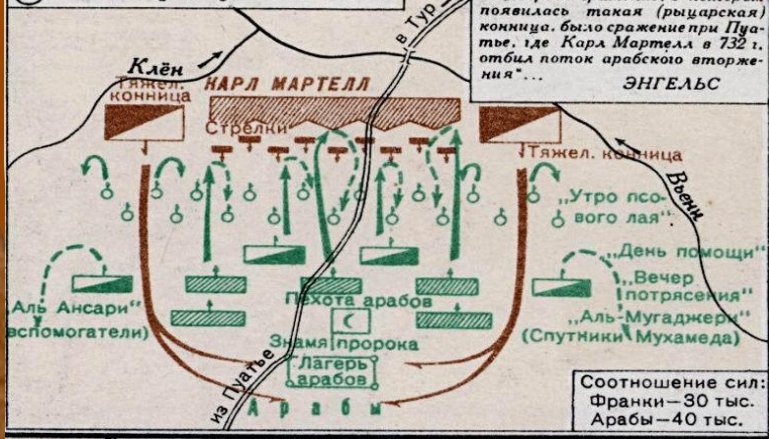 появилась такая (рыцарская)
конница, было сражение при Пуа-
тье, где Карл Мартелл в 732 г.
отбил поток арабского вторже-
ния"...
ЭНГЕЛЬС
в Тур
Клён
Тяжел.
конница
КАРЛ МАРТЕЛЛ
Стрелки
Тяжел. конница
Вьенн
„Утро псо-
вого лая"
„День помощи"
„Вечер
потрясения"
„Аль Ансари"
(вспомогатели)
Пехота арабов
„Аль-Мугаджери"
(Спутники Мухамеда)
Знамя пророка
Лагерь
арабов
из Пуатье
Арабы
Соотношение сил:
Франки—30 тыс.
Арабы—40 тыс.